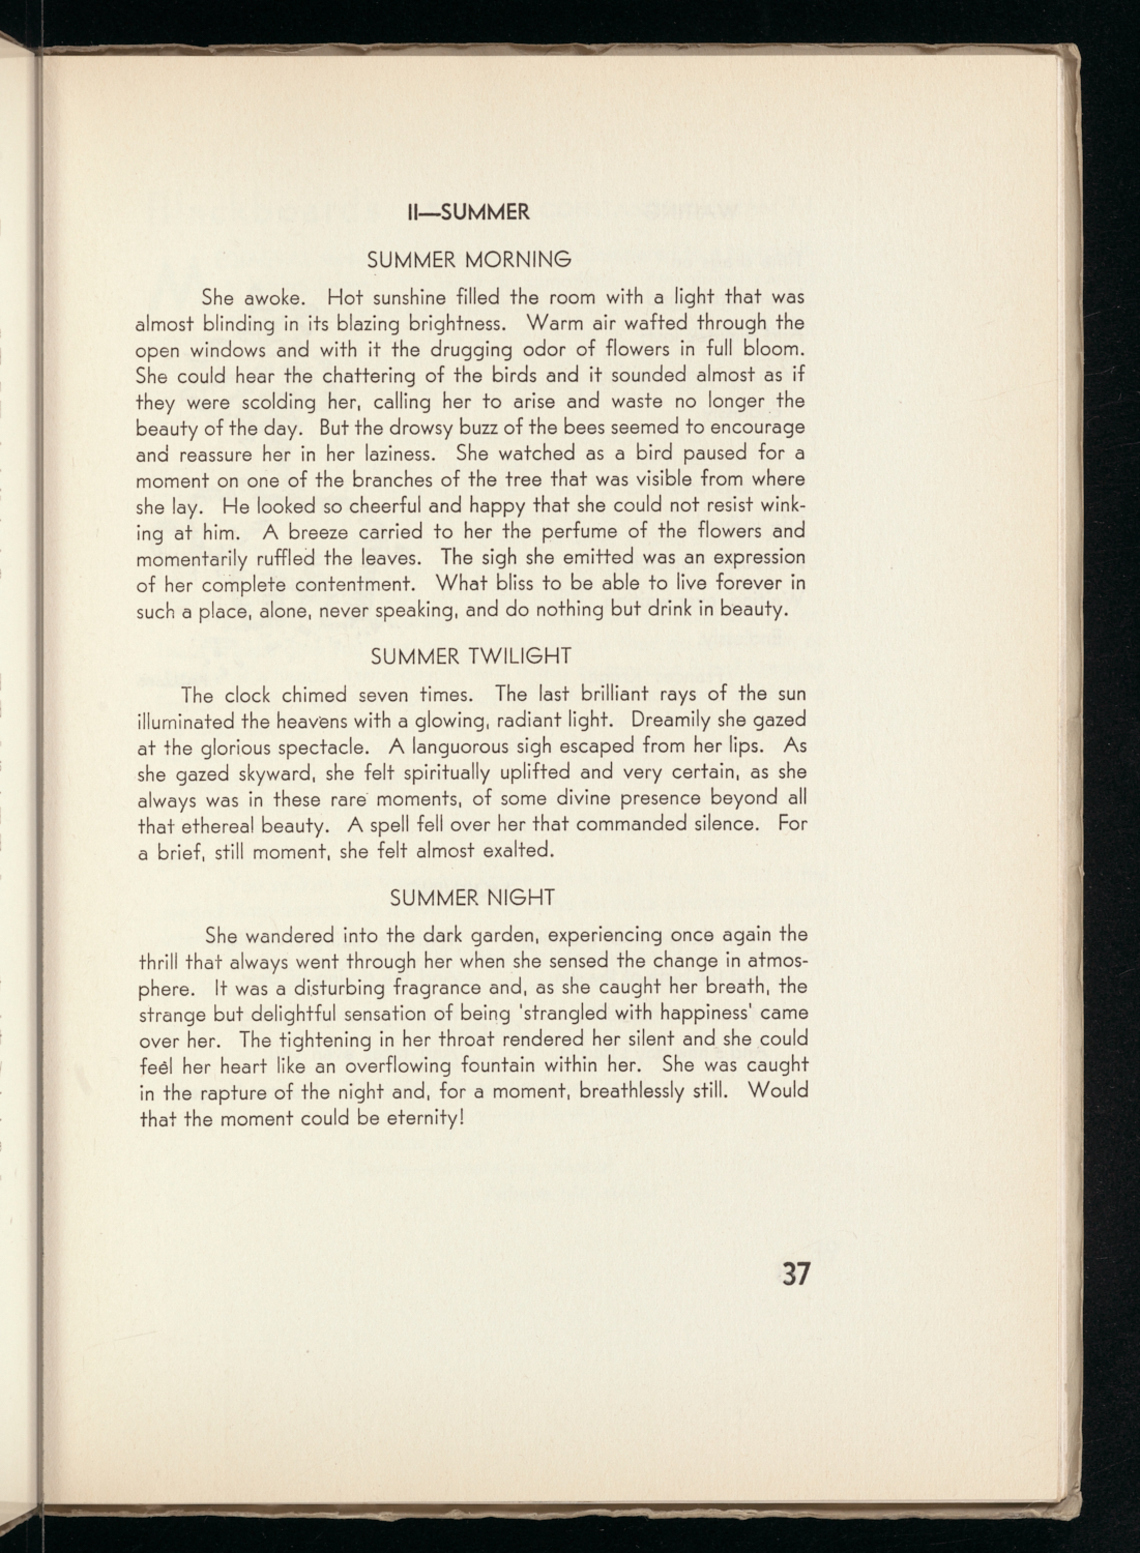 II—SUMMER
SUMMER MORNING
She awoke. Hot sunshine filled the room with a light that was
almost blinding in its blazing brightness. Warm air wafted through the
open windows and with it the drugging odor of flowers in full bloom.
She could hear the chattering of the birds and it sounded almost as if
they were scolding her, calling her to arise and waste no longer the
beauty of the day. But the drowsy buzz of the bees seemed to encourage
and reassure her in her laziness. She watched as a bird paused for a
moment on one of the branches of the tree that was visible from where
she lay. He looked so cheerful and happy that she could not resist wink-
ing at him. A breeze carried to her the perfume of the flowers and
momentarily ruffled the leaves. The sigh she emitted was an expression
of her complete contentment. What bliss to be able to live forever in
such a place, alone, never speaking, and do nothing but drink in beauty.
SUMMER TWILIGHT
The clock chimed seven times. The last brilliant rays of the sun
illuminated the heavens with a glowing, radiant light. Dreamily she gazed
at the glorious spectacle. A languorous sigh escaped from her lips. As
she gazed skyward, she felt spiritually uplifted and very certain, as she
always was in these rare moments, of some divine presence beyond all
that ethereal beauty. A spell fell over her that commanded silence. For
a brief, still moment, she felt almost exalted.
SUMMER NIGHT
She wandered into the dark garden, experiencing once again the
thrill that always went through her when she sensed the change in atmos-
phere. It was a disturbing fragrance and, as she caught her breath, the
strange but delightful sensation of being 'strangled with happiness' came
over her. The tightening in her throat rendered her silent and she could
feel her heart like an overflowing fountain within her. She was caught
in the rapture of the night and, for a moment, breathlessly still. Would
that the moment could be eternity!
37